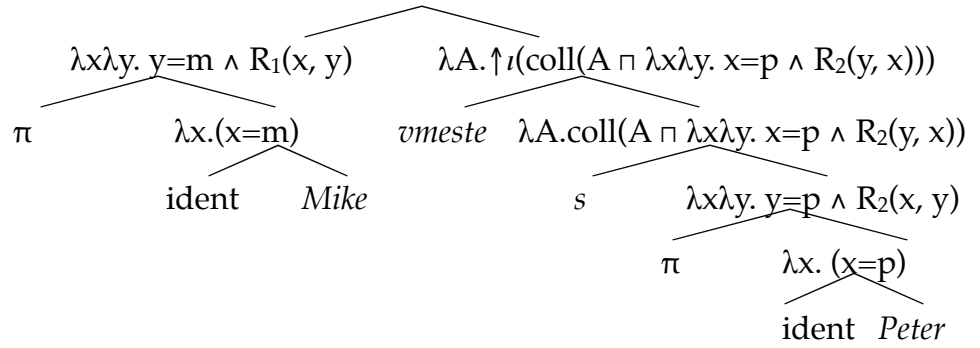 λxλy. y=m ∧ R₁(x, y) λA.↑ι(coll(A ⊓ λxλy. x=p ∧ R₂(y, x)))
π λx.(x=m) vmeste λA.coll(A ⊓ λxλy. x=p ∧ R₂(y, x))
ident Mike s λxλy. y=p ∧ R₂(x, y)
π λx. (x=p)
ident Peter